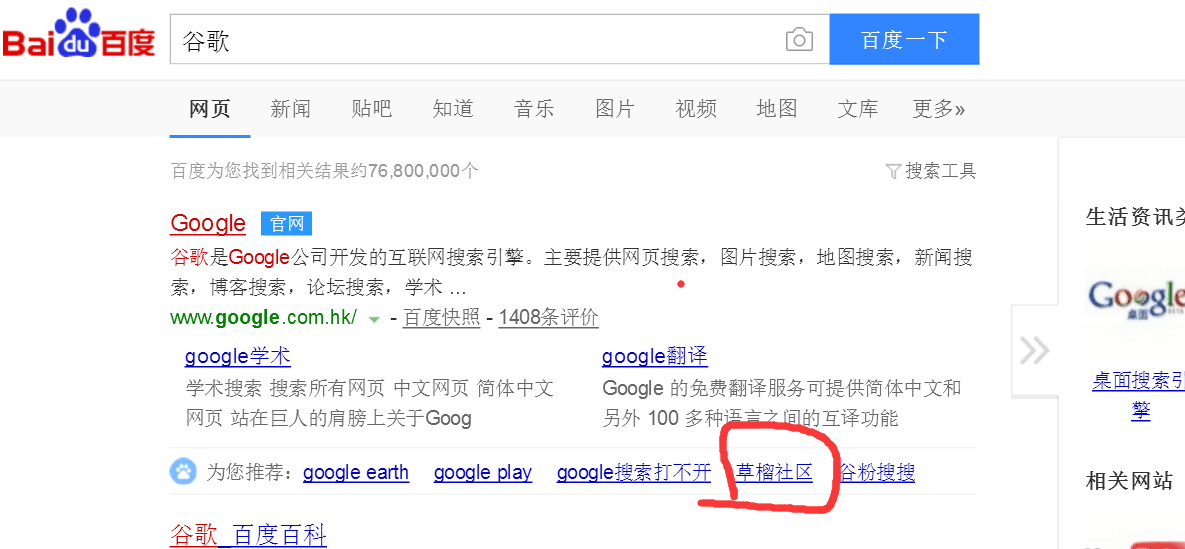 Bai du 百度
谷歌
百度一下
网页 新闻 贴吧 知道 音乐 图片 视频 地图 文库 更多»
百度为您找到相关结果约76,800,000个
搜索工具
Google 官网
谷歌是Google公司开发的互联网搜索引擎。主要提供网页搜索，图片搜索，地图搜索，新闻搜
索，博客搜索，论坛搜索，学术 ...
www.google.com.hk/ - 百度快照 - 1408条评价
google学术
学术搜索 搜索所有网页 中文网页 简体中文
网页 站在巨人的肩膀上关于Goog
google翻译
Google 的免费翻译服务可提供简体中文和
另外 100 多种语言之间的互译功能
为您推荐： google earth google play google搜索打不开 草榴社区 谷粉搜搜
谷歌_百度百科
生活资讯类
Google
桌面
BETA
桌面搜索引
擎
相关网站